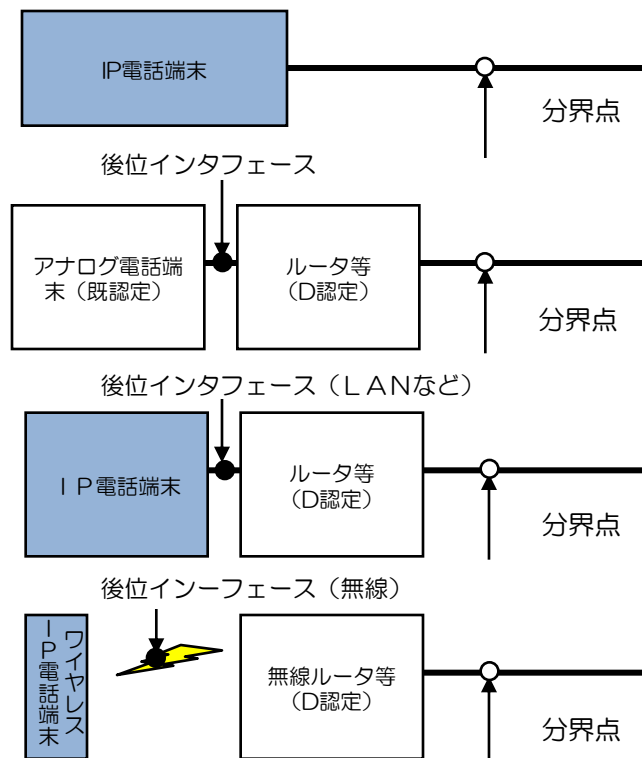 IP電話端末
分界点
後位インタフェース
アナログ電話端
末（既認定）
ルータ等
（D認定）
分界点
後位インタフェース（ＬＡＮなど）
ＩＰ電話端末
ルータ等
（D認定）
分界点
後位インーフェース（無線）
ワイヤレス
ＩＰ電話端末
無線ルータ等
（D認定）
分界点